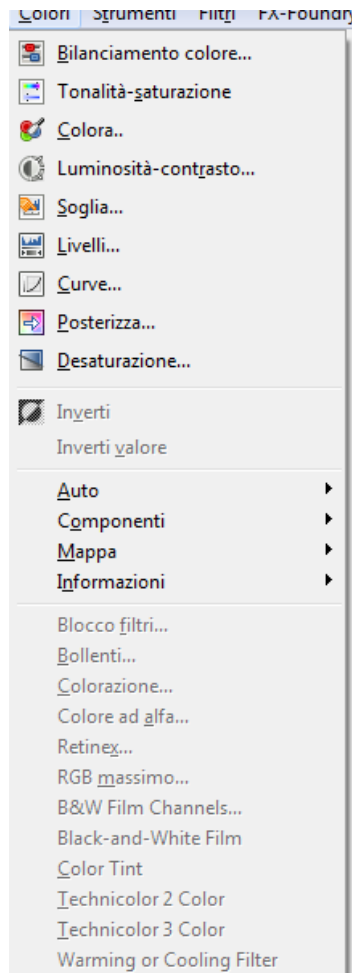 Colori Strumenti Filtri FX-Foundry
Bilanciamento colore...
Tonalità-saturazione
Colora..
Luminosità-contrasto...
Soglia...
Livelli...
Curve...
Posterizza...
Desaturazione...
Inverti
Inverti valore
Auto
Componenti
Mappa
Informazioni
Blocco filtri...
Bollenti...
Colorazione...
Colore ad alfa...
Retinex...
RGB massimo...
B&W Film Channels...
Black-and-White Film
Color Tint
Technicolor 2 Color
Technicolor 3 Color
Warming or Cooling Filter